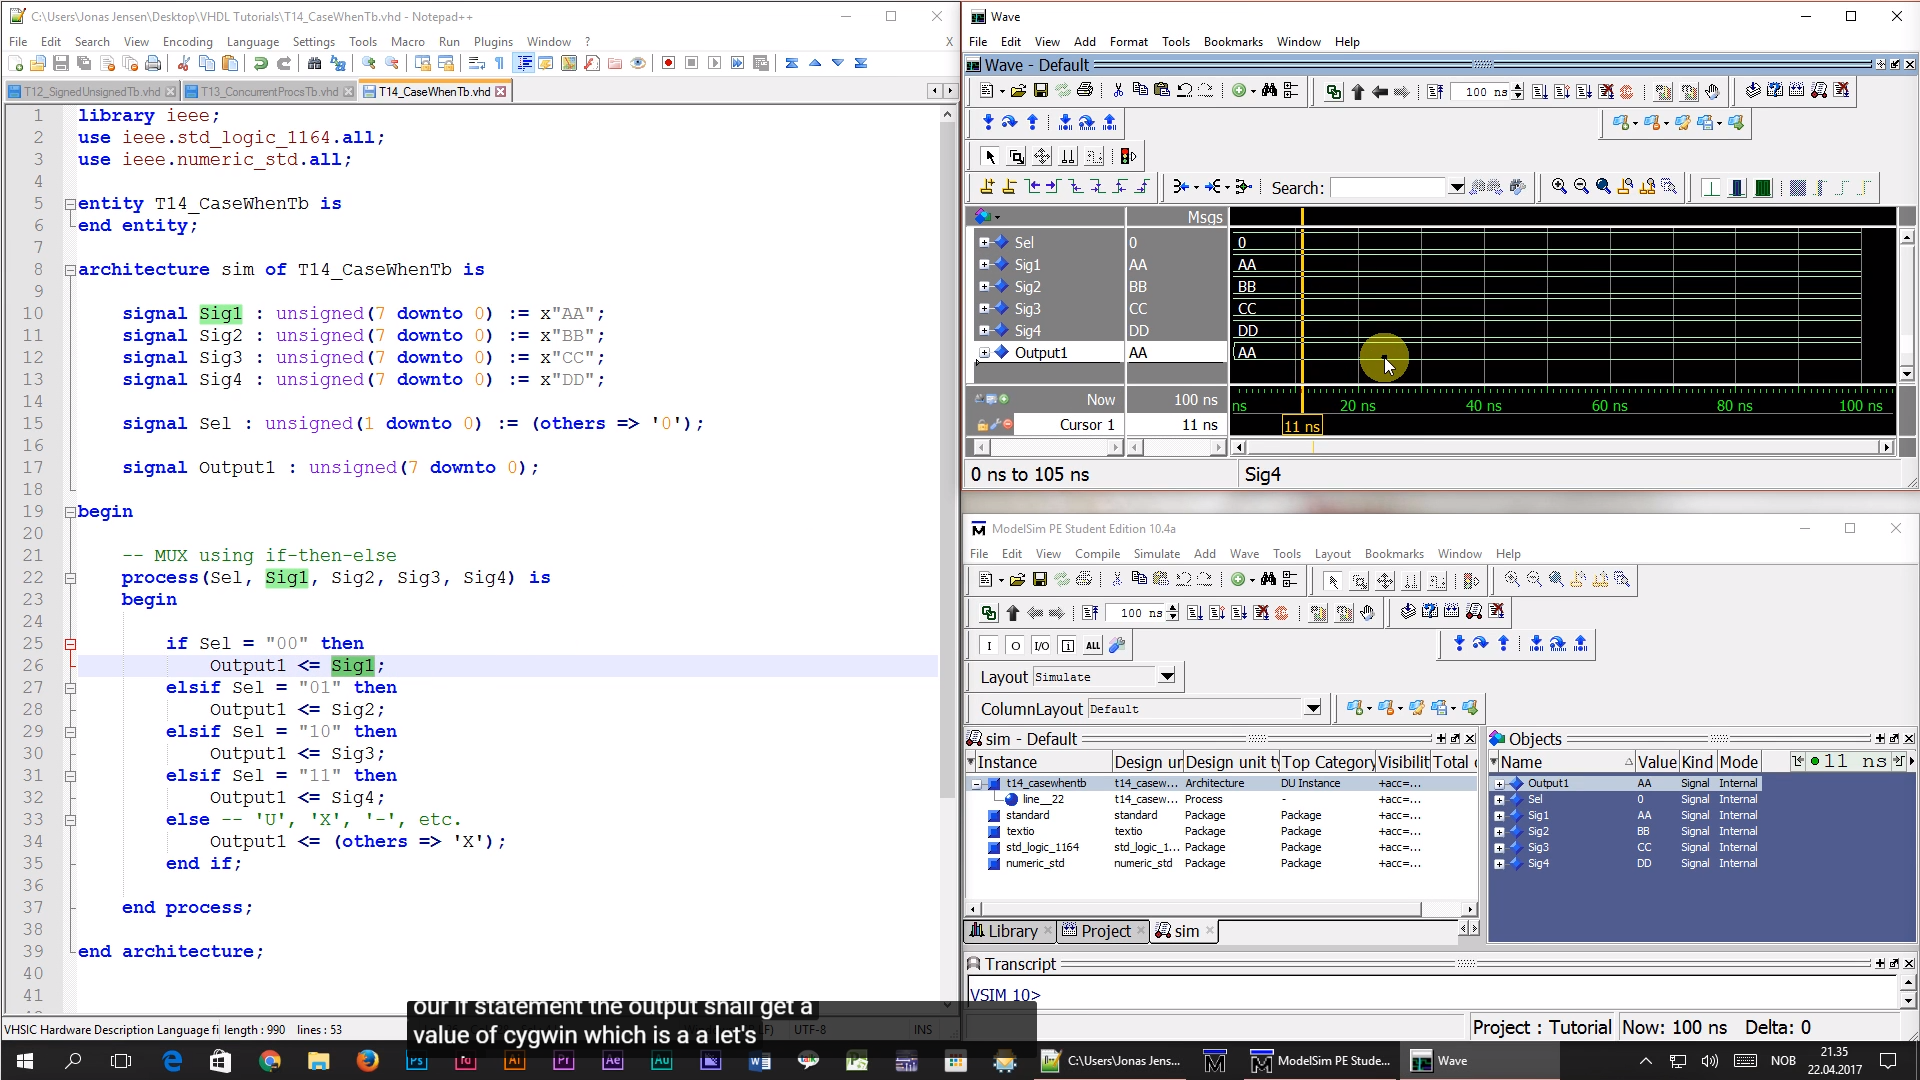 C:\Users\Jonas Jensen\Desktop\VHDL Tutorials\T14_CaseWhenTb.vhd - Notepad++
File Edit Search View Encoding Language Settings Tools Macro Run Plugins Window ? X
T12_SignedUnsignedTb.vhd T13_ConcurrentProcsTb.vhd T14_CaseWhenTb.vhd
1 library ieee;
2 use ieee.std_logic_1164.all;
3 use ieee.numeric_std.all;
4
5 entity T14_CaseWhenTb is
6 end entity;
7
8 architecture sim of T14_CaseWhenTb is
9
10 signal Sig1 : unsigned(7 downto 0) := x"AA";
11 signal Sig2 : unsigned(7 downto 0) := x"BB";
12 signal Sig3 : unsigned(7 downto 0) := x"CC";
13 signal Sig4 : unsigned(7 downto 0) := x"DD";
14
15 signal Sel : unsigned(1 downto 0) := (others => '0');
16
17 signal Output1 : unsigned(7 downto 0);
18
19 begin
20
21 -- MUX using if-then-else
22 process(Sel, Sig1, Sig2, Sig3, Sig4) is
23 begin
24
25 if Sel = "00" then
26 Output1 <= Sig1;
27 elsif Sel = "01" then
28 Output1 <= Sig2;
29 elsif Sel = "10" then
30 Output1 <= Sig3;
31 elsif Sel = "11" then
32 Output1 <= Sig4;
33 else -- 'U', 'X', '-', etc.
34 Output1 <= (others => 'X');
35 end if;
36
37 end process;
38
39 end architecture;
40
41
VHSIC Hardware Description Language fi length : 990 lines : 53 UTF-8 INS
our if statement the output shall get a
value of cygwin which is a a let's
Wave
File Edit View Add Format Tools Bookmarks Window Help
Wave - Default
100 ns
Search:
Msgs
Sel 0 0
Sig1 AA AA
Sig2 BB BB
Sig3 CC CC
Sig4 DD DD
Output1 AA AA
Now 100 ns ns 20 ns 40 ns 60 ns 80 ns 100 ns
Cursor 1 11 ns 11 ns
0 ns to 105 ns Sig4
ModelSim PE Student Edition 10.4a
File Edit View Compile Simulate Add Wave Tools Layout Bookmarks Window Help
100 ns
I O I/O i ALL
Layout Simulate
ColumnLayout Default
sim - Default
Instance Design ur Design unit ty Top Category Visibilit Total c
t14_casewhentb t14_casew... Architecture DU Instance +acc=...
line__22 t14_casew... Process - +acc=...
standard standard Package Package +acc=...
textio textio Package Package +acc=...
std_logic_1164 std_logic_1... Package Package +acc=...
numeric_std numeric_std Package Package +acc=...
Library Project sim
Objects
Name Value Kind Mode 11 ns
Output1 AA Signal Internal
Sel 0 Signal Internal
Sig1 AA Signal Internal
Sig2 BB Signal Internal
Sig3 CC Signal Internal
Sig4 DD Signal Internal
Transcript
VSIM 10>
Project : Tutorial Now: 100 ns Delta: 0
Ps Id Ai Pr Ae Au C:\Users\Jonas Jens... ModelSim PE Stude... Wave NOB 21.35
22.04.2017